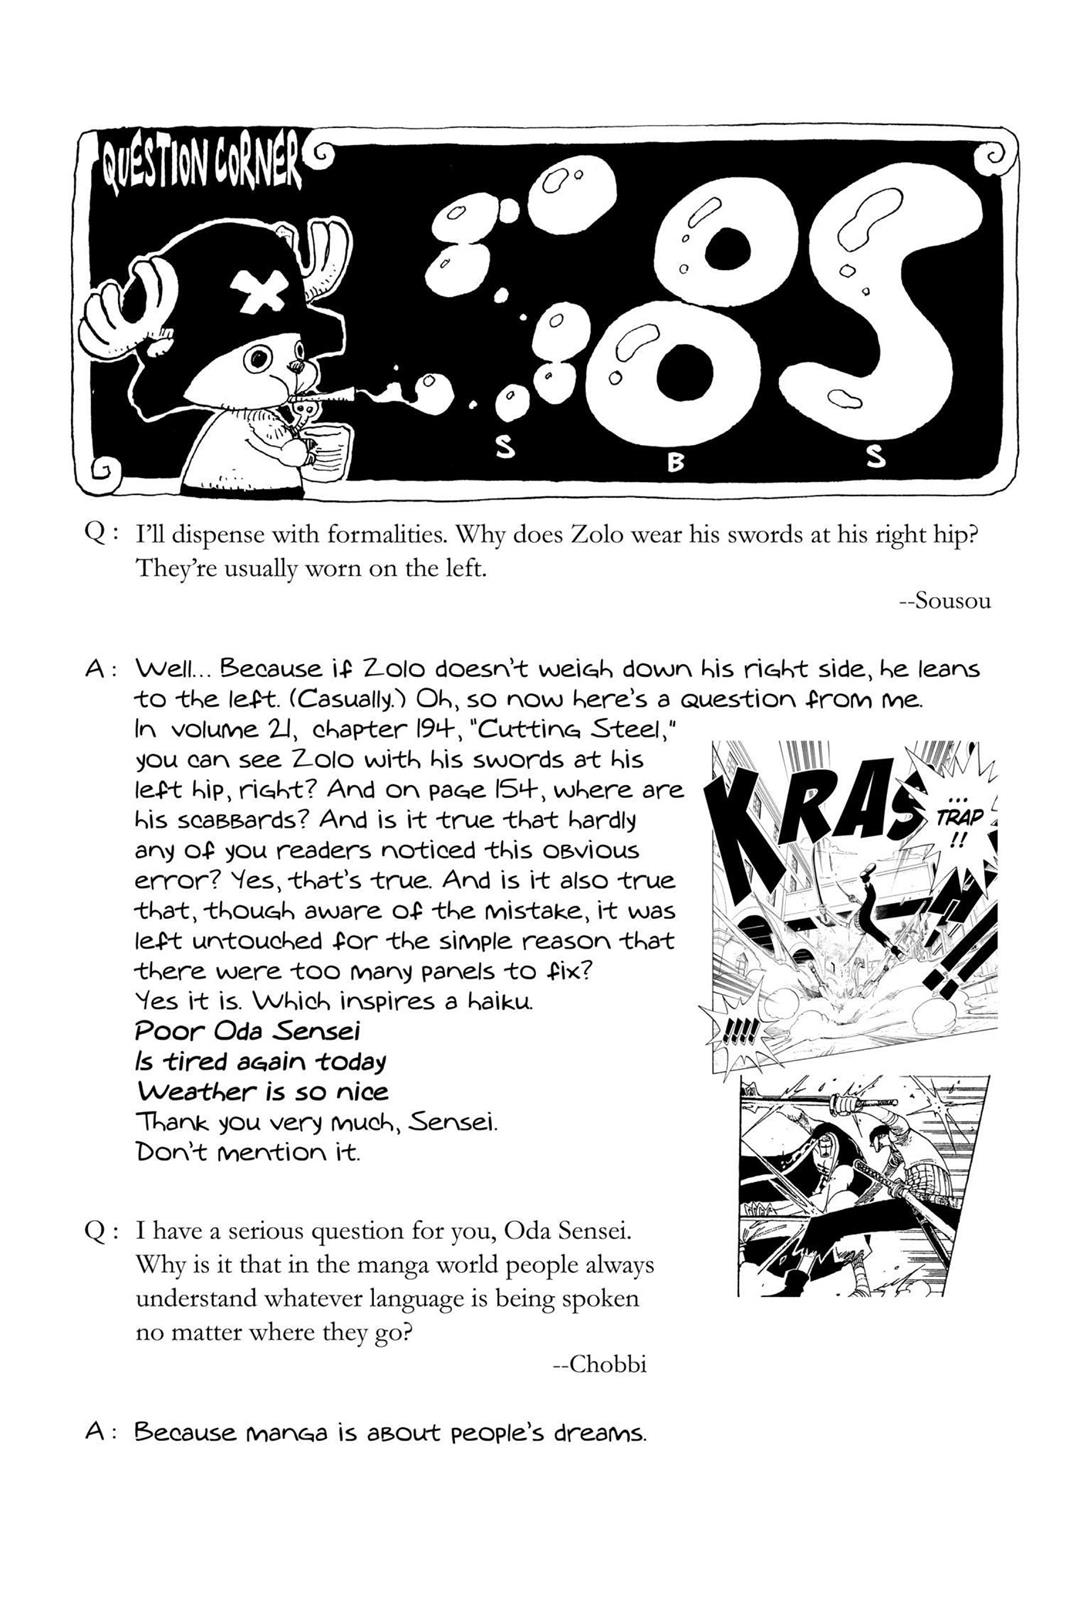 QUESTION CORNER
SBS
S
B
S
Q: I'll dispense with formalities. Why does Zolo wear his swords at his right hip?
They're usually worn on the left.
--Sousou
A: Well... Because if Zolo doesn't weigh down his right side, he leans
to the left. (Casually.) Oh, so now here's a question from me.
In volume 21, chapter 194, "Cutting Steel,"
you can see Zolo with his swords at his
left hip, right? And on page 154, where are
his scabbards? And is it true that hardly
any of you readers noticed this obvious
error? Yes, that's true. And is it also true
that, though aware of the mistake, it was
left untouched for the simple reason that
there were too many panels to fix?
Yes it is. Which inspires a haiku.
Poor Oda Sensei
Is tired again today
Weather is so nice
Thank you very much, Sensei.
Don't mention it.
KRASH!!
...
TRAP
!!
!!!!
Q: I have a serious question for you, Oda Sensei.
Why is it that in the manga world people always
understand whatever language is being spoken
no matter where they go?
--Chobbi
A: Because manga is about people's dreams.